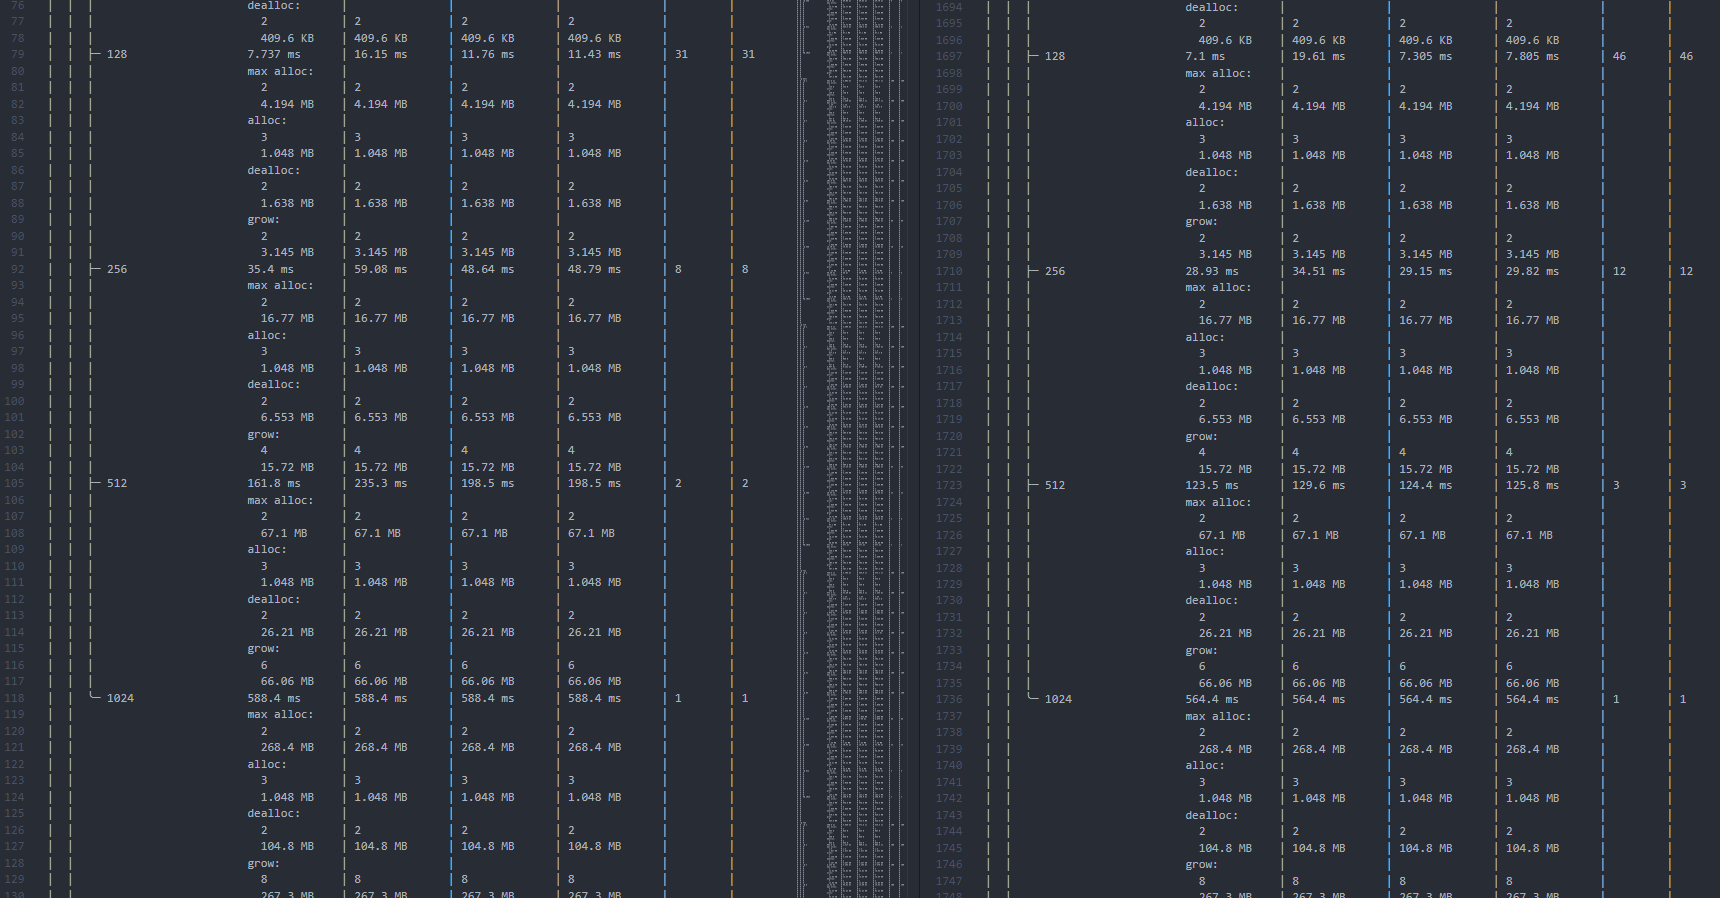 76 │ │ │ dealloc: │ │ │ │ │
77 │ │ │ 2 │ 2 │ 2 │ 2 │ │
78 │ │ │ 409.6 KB │ 409.6 KB │ 409.6 KB │ 409.6 KB │ │
79 │ │ ├─ 128 7.737 ms │ 16.15 ms │ 11.76 ms │ 11.43 ms │ 31 │ 31
80 │ │ │ max alloc: │ │ │ │ │
81 │ │ │ 2 │ 2 │ 2 │ 2 │ │
82 │ │ │ 4.194 MB │ 4.194 MB │ 4.194 MB │ 4.194 MB │ │
83 │ │ │ alloc: │ │ │ │ │
84 │ │ │ 3 │ 3 │ 3 │ 3 │ │
85 │ │ │ 1.048 MB │ 1.048 MB │ 1.048 MB │ 1.048 MB │ │
86 │ │ │ dealloc: │ │ │ │ │
87 │ │ │ 2 │ 2 │ 2 │ 2 │ │
88 │ │ │ 1.638 MB │ 1.638 MB │ 1.638 MB │ 1.638 MB │ │
89 │ │ │ grow: │ │ │ │ │
90 │ │ │ 2 │ 2 │ 2 │ 2 │ │
91 │ │ │ 3.145 MB │ 3.145 MB │ 3.145 MB │ 3.145 MB │ │
92 │ │ ├─ 256 35.4 ms │ 59.08 ms │ 48.64 ms │ 48.79 ms │ 8 │ 8
93 │ │ │ max alloc: │ │ │ │ │
94 │ │ │ 2 │ 2 │ 2 │ 2 │ │
95 │ │ │ 16.77 MB │ 16.77 MB │ 16.77 MB │ 16.77 MB │ │
96 │ │ │ alloc: │ │ │ │ │
97 │ │ │ 3 │ 3 │ 3 │ 3 │ │
98 │ │ │ 1.048 MB │ 1.048 MB │ 1.048 MB │ 1.048 MB │ │
99 │ │ │ dealloc: │ │ │ │ │
100 │ │ │ 2 │ 2 │ 2 │ 2 │ │
101 │ │ │ 6.553 MB │ 6.553 MB │ 6.553 MB │ 6.553 MB │ │
102 │ │ │ grow: │ │ │ │ │
103 │ │ │ 4 │ 4 │ 4 │ 4 │ │
104 │ │ │ 15.72 MB │ 15.72 MB │ 15.72 MB │ 15.72 MB │ │
105 │ │ ├─ 512 161.8 ms │ 235.3 ms │ 198.5 ms │ 198.5 ms │ 2 │ 2
106 │ │ │ max alloc: │ │ │ │ │
107 │ │ │ 2 │ 2 │ 2 │ 2 │ │
108 │ │ │ 67.1 MB │ 67.1 MB │ 67.1 MB │ 67.1 MB │ │
109 │ │ │ alloc: │ │ │ │ │
110 │ │ │ 3 │ 3 │ 3 │ 3 │ │
111 │ │ │ 1.048 MB │ 1.048 MB │ 1.048 MB │ 1.048 MB │ │
112 │ │ │ dealloc: │ │ │ │ │
113 │ │ │ 2 │ 2 │ 2 │ 2 │ │
114 │ │ │ 26.21 MB │ 26.21 MB │ 26.21 MB │ 26.21 MB │ │
115 │ │ │ grow: │ │ │ │ │
116 │ │ │ 6 │ 6 │ 6 │ 6 │ │
117 │ │ │ 66.06 MB │ 66.06 MB │ 66.06 MB │ 66.06 MB │ │
118 │ │ ╰─ 1024 588.4 ms │ 588.4 ms │ 588.4 ms │ 588.4 ms │ 1 │ 1
119 │ │ max alloc: │ │ │ │ │
120 │ │ 2 │ 2 │ 2 │ 2 │ │
121 │ │ 268.4 MB │ 268.4 MB │ 268.4 MB │ 268.4 MB │ │
122 │ │ alloc: │ │ │ │ │
123 │ │ 3 │ 3 │ 3 │ 3 │ │
124 │ │ 1.048 MB │ 1.048 MB │ 1.048 MB │ 1.048 MB │ │
125 │ │ dealloc: │ │ │ │ │
126 │ │ 2 │ 2 │ 2 │ 2 │ │
127 │ │ 104.8 MB │ 104.8 MB │ 104.8 MB │ 104.8 MB │ │
128 │ │ grow: │ │ │ │ │
129 │ │ 8 │ 8 │ 8 │ 8 │ │
130 │ │ 267.3 MB │ 267.3 MB │ 267.3 MB │ 267.3 MB │ │
1694 │ │ │ dealloc: │ │ │ │ │
1695 │ │ │ 2 │ 2 │ 2 │ 2 │ │
1696 │ │ │ 409.6 KB │ 409.6 KB │ 409.6 KB │ 409.6 KB │ │
1697 │ │ ├─ 128 7.1 ms │ 19.61 ms │ 7.305 ms │ 7.805 ms │ 46 │ 46
1698 │ │ │ max alloc: │ │ │ │ │
1699 │ │ │ 2 │ 2 │ 2 │ 2 │ │
1700 │ │ │ 4.194 MB │ 4.194 MB │ 4.194 MB │ 4.194 MB │ │
1701 │ │ │ alloc: │ │ │ │ │
1702 │ │ │ 3 │ 3 │ 3 │ 3 │ │
1703 │ │ │ 1.048 MB │ 1.048 MB │ 1.048 MB │ 1.048 MB │ │
1704 │ │ │ dealloc: │ │ │ │ │
1705 │ │ │ 2 │ 2 │ 2 │ 2 │ │
1706 │ │ │ 1.638 MB │ 1.638 MB │ 1.638 MB │ 1.638 MB │ │
1707 │ │ │ grow: │ │ │ │ │
1708 │ │ │ 2 │ 2 │ 2 │ 2 │ │
1709 │ │ │ 3.145 MB │ 3.145 MB │ 3.145 MB │ 3.145 MB │ │
1710 │ │ ├─ 256 28.93 ms │ 34.51 ms │ 29.15 ms │ 29.82 ms │ 12 │ 12
1711 │ │ │ max alloc: │ │ │ │ │
1712 │ │ │ 2 │ 2 │ 2 │ 2 │ │
1713 │ │ │ 16.77 MB │ 16.77 MB │ 16.77 MB │ 16.77 MB │ │
1714 │ │ │ alloc: │ │ │ │ │
1715 │ │ │ 3 │ 3 │ 3 │ 3 │ │
1716 │ │ │ 1.048 MB │ 1.048 MB │ 1.048 MB │ 1.048 MB │ │
1717 │ │ │ dealloc: │ │ │ │ │
1718 │ │ │ 2 │ 2 │ 2 │ 2 │ │
1719 │ │ │ 6.553 MB │ 6.553 MB │ 6.553 MB │ 6.553 MB │ │
1720 │ │ │ grow: │ │ │ │ │
1721 │ │ │ 4 │ 4 │ 4 │ 4 │ │
1722 │ │ │ 15.72 MB │ 15.72 MB │ 15.72 MB │ 15.72 MB │ │
1723 │ │ ├─ 512 123.5 ms │ 129.6 ms │ 124.4 ms │ 125.8 ms │ 3 │ 3
1724 │ │ │ max alloc: │ │ │ │ │
1725 │ │ │ 2 │ 2 │ 2 │ 2 │ │
1726 │ │ │ 67.1 MB │ 67.1 MB │ 67.1 MB │ 67.1 MB │ │
1727 │ │ │ alloc: │ │ │ │ │
1728 │ │ │ 3 │ 3 │ 3 │ 3 │ │
1729 │ │ │ 1.048 MB │ 1.048 MB │ 1.048 MB │ 1.048 MB │ │
1730 │ │ │ dealloc: │ │ │ │ │
1731 │ │ │ 2 │ 2 │ 2 │ 2 │ │
1732 │ │ │ 26.21 MB │ 26.21 MB │ 26.21 MB │ 26.21 MB │ │
1733 │ │ │ grow: │ │ │ │ │
1734 │ │ │ 6 │ 6 │ 6 │ 6 │ │
1735 │ │ │ 66.06 MB │ 66.06 MB │ 66.06 MB │ 66.06 MB │ │
1736 │ │ ╰─ 1024 564.4 ms │ 564.4 ms │ 564.4 ms │ 564.4 ms │ 1 │ 1
1737 │ │ max alloc: │ │ │ │ │
1738 │ │ 2 │ 2 │ 2 │ 2 │ │
1739 │ │ 268.4 MB │ 268.4 MB │ 268.4 MB │ 268.4 MB │ │
1740 │ │ alloc: │ │ │ │ │
1741 │ │ 3 │ 3 │ 3 │ 3 │ │
1742 │ │ 1.048 MB │ 1.048 MB │ 1.048 MB │ 1.048 MB │ │
1743 │ │ dealloc: │ │ │ │ │
1744 │ │ 2 │ 2 │ 2 │ 2 │ │
1745 │ │ 104.8 MB │ 104.8 MB │ 104.8 MB │ 104.8 MB │ │
1746 │ │ grow: │ │ │ │ │
1747 │ │ 8 │ 8 │ 8 │ 8 │ │
1748 │ │ 267.3 MB │ 267.3 MB │ 267.3 MB │ 267.3 MB │ │